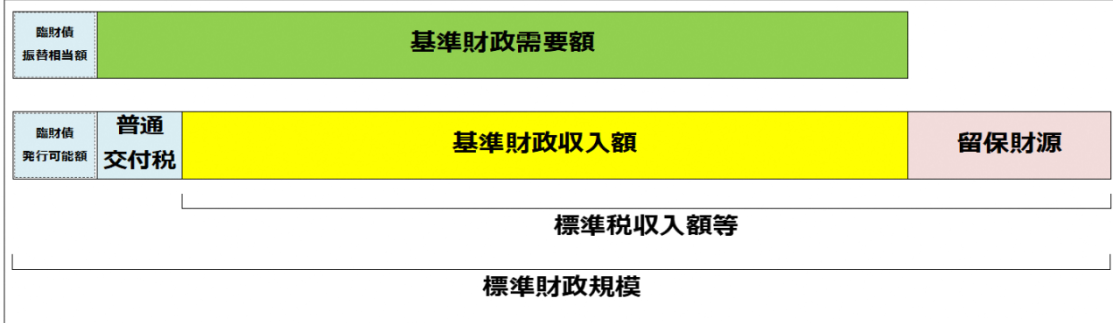 臨財債
振替相当額
基準財政需要額
臨財債
発行可能額
普通
交付税
基準財政収入額
留保財源
標準税収入額等
標準財政規模